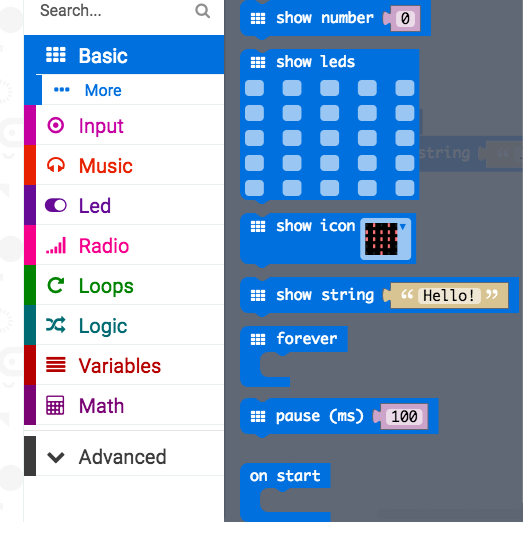 Search...
Basic
More
Input
Music
Led
Radio
Loops
Logic
Variables
Math
Advanced
show number 0
show leds
string
show icon
show string “ Hello! ”
forever
pause (ms) 100
on start